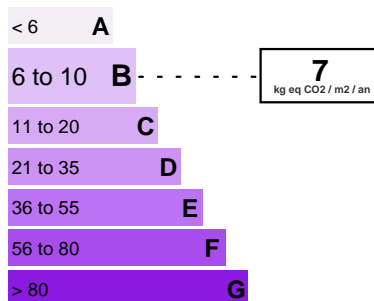 < 6 A
6 to 10 B
7
kg eq CO2 / m2 / an
11 to 20 C
21 to 35 D
36 to 55 E
56 to 80 F
> 80 G